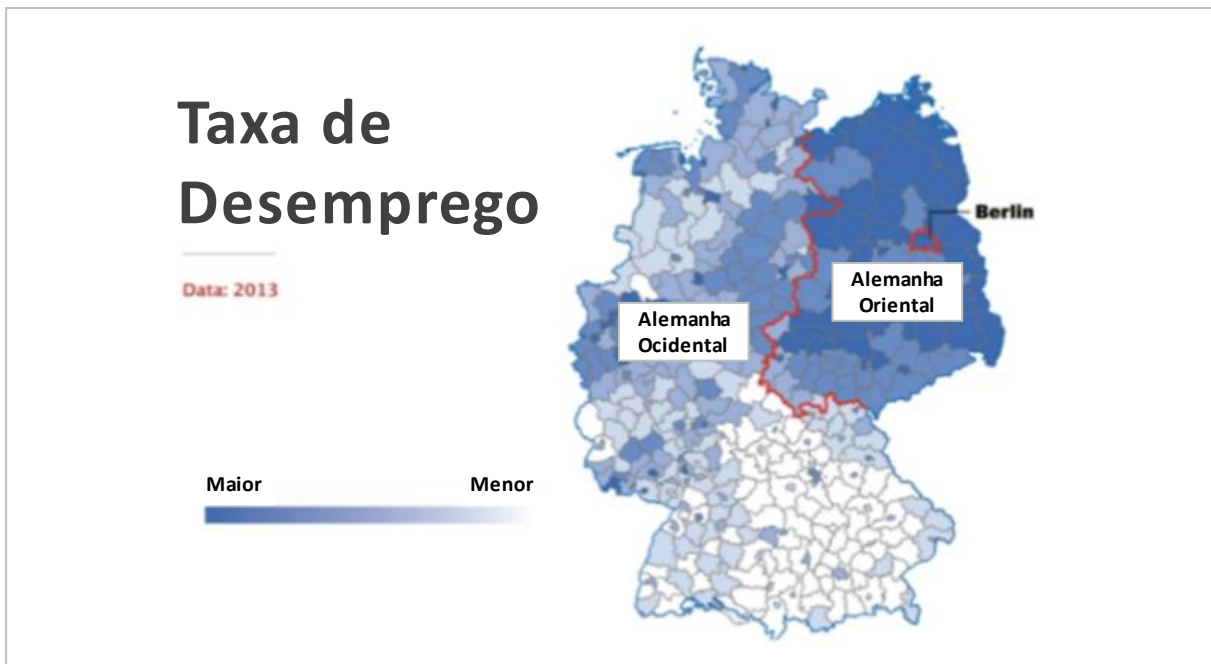 Taxa de
Desemprego
Data: 2013
Maior
Menor
Berlin
Alemanha
Oriental
Alemanha
Ocidental